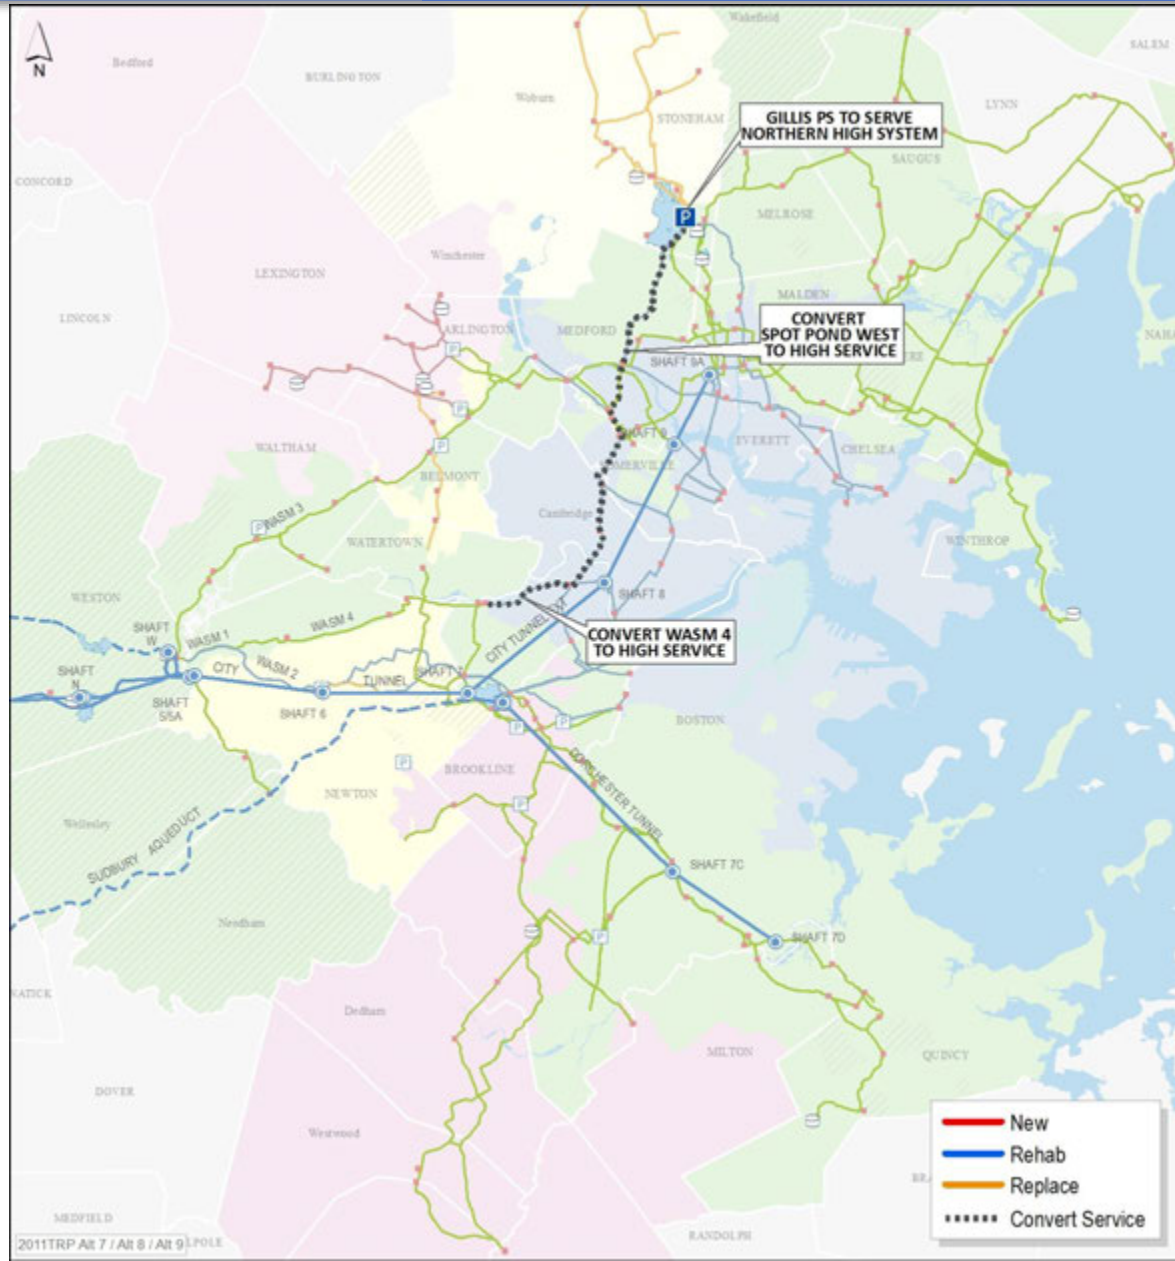 Wakefield
N
Bedford
BURLINGTON
SALEM
Woburn
LYNN
STONEHAM
GILLIS PS TO SERVE
NORTHERN HIGH SYSTEM
SAUGUS
CONCORD
P
MELROSE
Winchester
LEXINGTON
MALDEN
LINCOLN
CONVERT
SPOT POND WEST
TO HIGH SERVICE
ARLINGTON
MEDFORD
NAHA
ERE
P
SHAFT 9A
P
WALTHAM
P
SHAFT 9
EVERETT
CHELSEA
BELMONT
OMERVILLE
Cambridge
P
WASM 3
WATERTOWN
WINTHROP
WESTON
SHAFT 8
SHAFT
W
WASM 1
WASM 4
CONVERT WASM 4
TO HIGH SERVICE
CITY TUNNEL
CITY
WASM 2
TUNNEL
SHAFT 7
SHAFT
N
SHAFT
5/5A
SHAFT 6
BOSTON
P
P
P
BROOKLINE
DORCHESTER TUNNEL
NEWTON
P
Wellesley
SUDBURY AQUEDUCT
SHAFT 7C
Needham
P
SHAFT 7D
NATICK
Dedham
MILTON
QUINCY
DOVER
New
Westwood
Rehab
BRA
Replace
MEDFIELD
Convert Service
RANDOLPH
2011TRP Alt 7 / Alt 8 / Alt 9
LPOLE